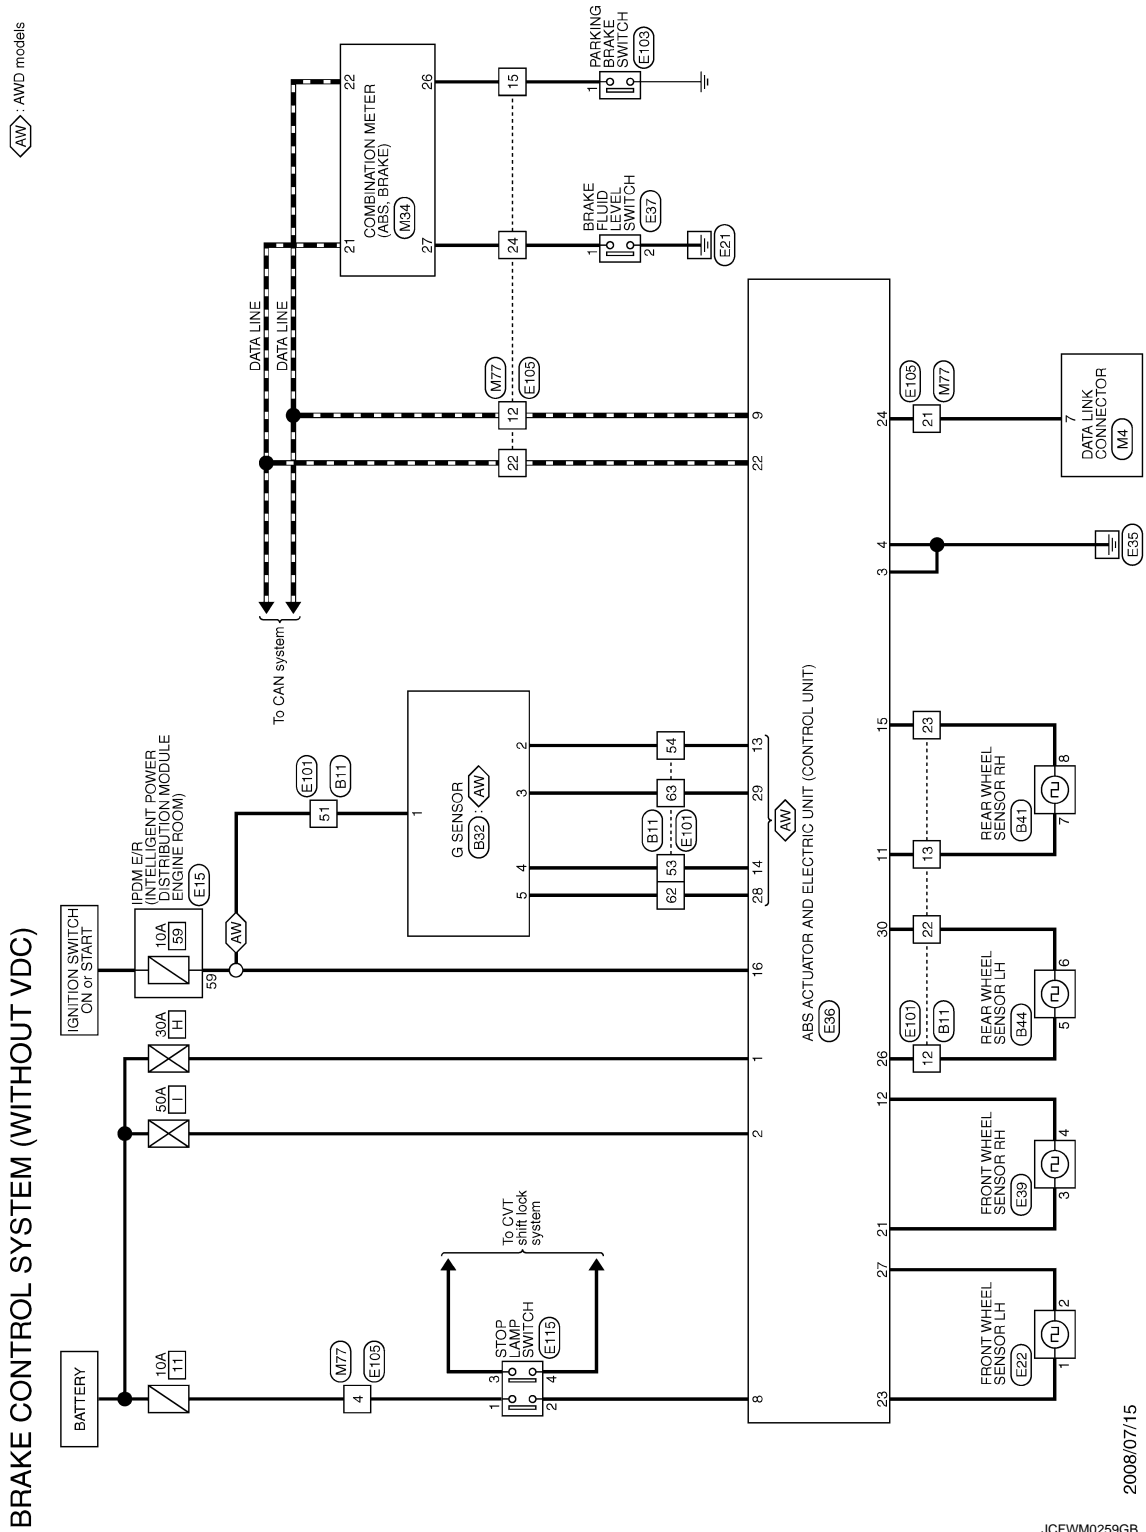 BRAKE CONTROL SYSTEM (WITHOUT VDC)
AW : AWD models
BATTERY
IGNITION SWITCH
ON or START
10A
11
50A
I
30A
H
10A
59
59
IPDM E/R
(INTELLIGENT POWER
DISTRIBUTION MODULE
ENGINE ROOM)
E15
AW
M77
4
E105
E101
51
B11
To CAN system
DATA LINE
DATA LINE
21
22
COMBINATION METER
(ABS, BRAKE)
M34
27
26
STOP
LAMP
SWITCH
E115
1
3
2
4
To CVT
shift lock
system
1
G SENSOR
B32 : AW
5
4
3
2
M77
22
12
24
15
E105
1
BRAKE
FLUID
LEVEL
SWITCH
E37
2
E21
1
PARKING
BRAKE
SWITCH
E103
62
53
B11
E101
63
54
8
2
1
16
28
14
29
13
22
9
AW
ABS ACTUATOR AND ELECTRIC UNIT (CONTROL UNIT)
E36
23
27
21
12
26
30
11
15
3
4
24
E101
12
B11
22
13
23
E105
21
M77
FRONT WHEEL
SENSOR LH
E22
1
2
FRONT WHEEL
SENSOR RH
E39
3
4
REAR WHEEL
SENSOR LH
B44
5
6
REAR WHEEL
SENSOR RH
B41
7
8
E35
7
DATA LINK
CONNECTOR
M4
2008/07/15
JCFWM0259GB